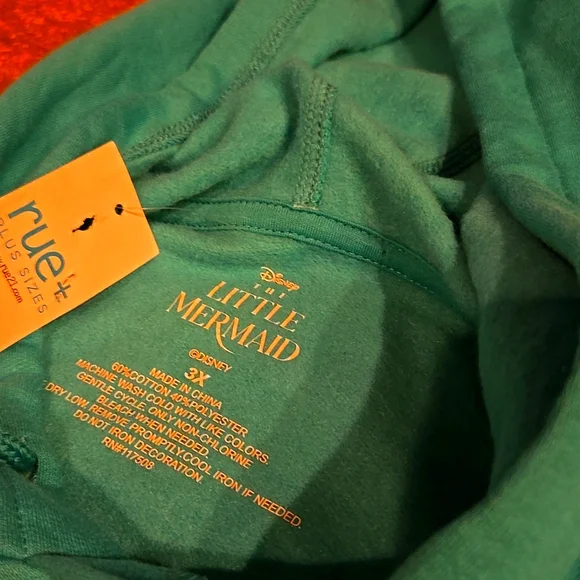 rue+
PLUS SIZES
rue21.com
Disney
THE
LITTLE
MERMAID
©DISNEY
3X
MADE IN CHINA
60%COTTON 40%POLYESTER
MACHINE WASH COLD WITH LIKE COLORS.
GENTLE CYCLE. ONLY NON-CHLORINE
BLEACH WHEN NEEDED.
DRY LOW, REMOVE PROMPTLY.COOL IRON IF NEEDED.
DO NOT IRON DECORATION.
RN#117508